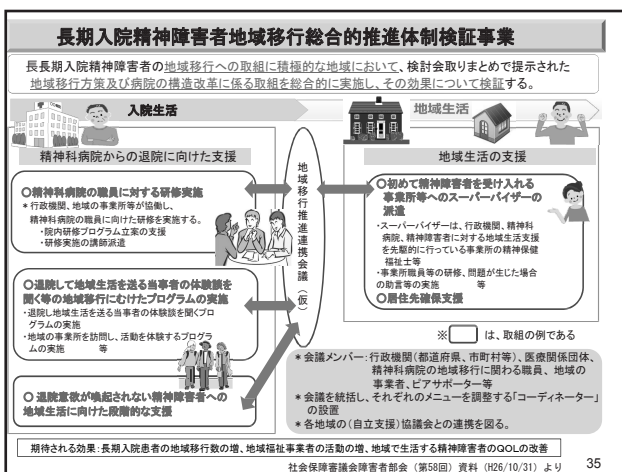 長期入院精神障害者地域移行総合的推進体制検証事業
長長期入院精神障害者の地域移行への取組に積極的な地域において、検討会取りまとめで提示された
地域移行方策及び病院の構造改革に係る取組を総合的に実施し、その効果について検証する。
入院生活
地域生活
精神科病院からの退院に向けた支援
○精神科病院の職員に対する研修実施
*行政機関、地域の事業所等が協働し、
精神科病院の職員に向けた研修を実施する。
・院内研修プログラム立案の支援
・研修実施の講師派遣
○退院して地域生活を送る当事者の体験談を
聞く等の地域移行にむけたプログラムの実施
・退院し地域生活を送る当事者の体験談を聞くプロ
グラムの実施
・地域の事業所を訪問し、活動を体験するプログラ
ムの実施 等
○ 退院意欲が喚起されない精神障害者への
地域生活に向けた段階的な支援
地域移行推進連携会議(仮)
地域生活の支援
○初めて精神障害者を受け入れる
事業所等へのスーパーバイザーの
派遣
・スーパーバイザーは、行政機関、精神科
病院、精神障害者に対する地域生活支援
を先駆的に行っている事業所の精神保健
福祉士等
・事業所職員等の研修、問題が生じた場合
の助言等の実施 等
○居住先確保支援
※ は、取組の例である
*会議メンバー:行政機関(都道府県、市町村等)、医療関係団体、
精神科病院の地域移行に関わる職員、地域の
事業者、ピアサポーター等
*会議を統括し、それぞれのメニューを調整する「コーディネーター」
の設置
*各地域の(自立支援)協議会との連携を図る。
期待される効果:長期入院患者の地域移行数の増、地域福祉事業者の活動の増、地域で生活する精神障害者のQOLの改善
社会保障審議会障害者部会(第58回)資料(H26/10/31)より
35